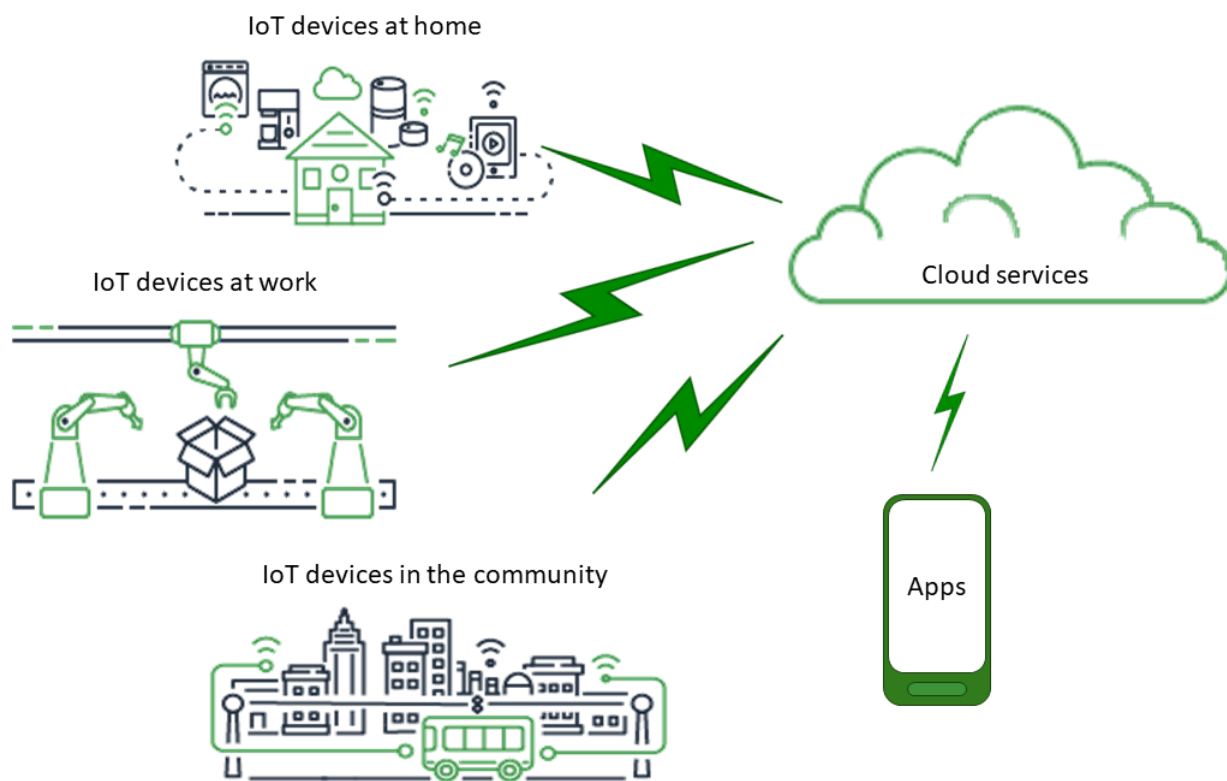 IoT devices at home
IoT devices at work
Cloud services
IoT devices in the community
Apps